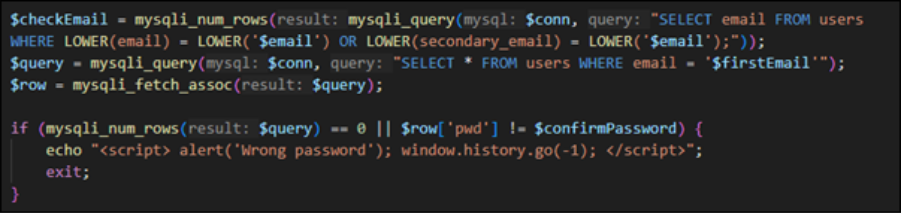 $checkEmail = mysqli_num_rows(result: mysqli_query(mysql: $conn, query: "SELECT email FROM users
WHERE LOWER(email) = LOWER('$email') OR LOWER(secondary_email) = LOWER('$email');"));
$query = mysqli_query(mysql: $conn, query: "SELECT * FROM users WHERE email = '$firstEmail'");
$row = mysqli_fetch_assoc(result: $query);
if (mysqli_num_rows(result: $query) == 0 || $row['pwd'] != $confirmPassword) {
echo "<script> alert('Wrong password'); window.history.go(-1); </script>";
exit;
}